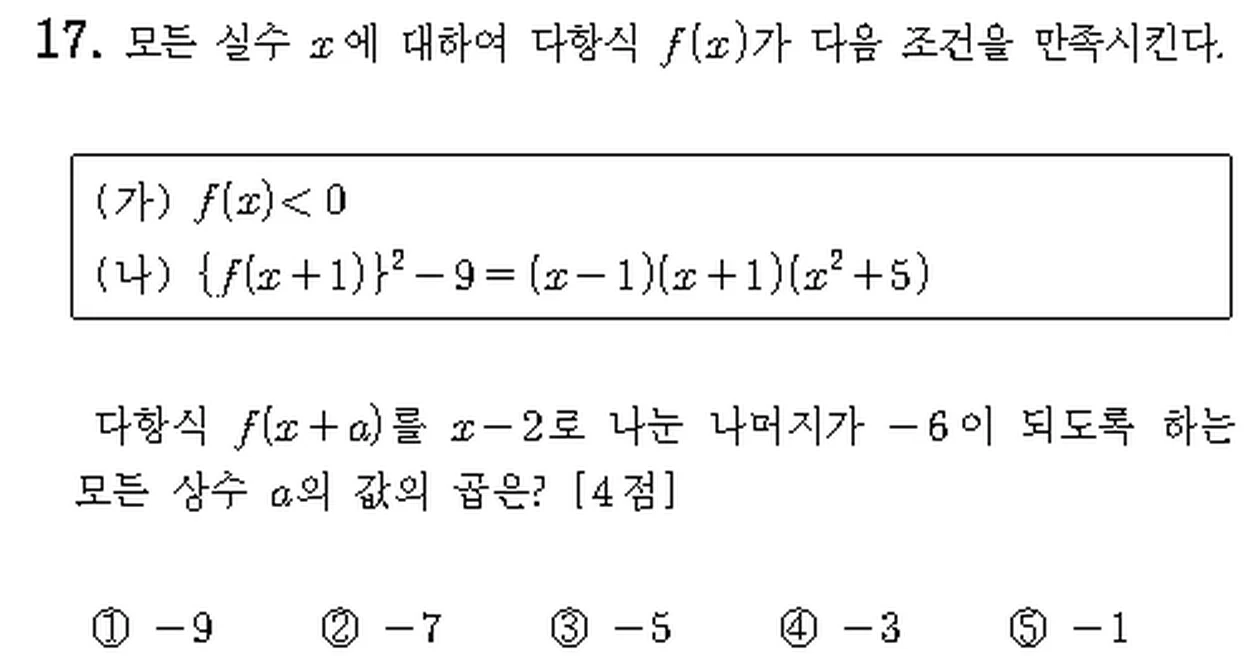 17. 모든 실수 x에 대하여 다항식 f(x)가 다음 조건을 만족시킨다.
(가) f(x)< 0
(나) {f(x+1)}²-9=(x-1)(x+1)(x²+5)
다항식 f(x+a)를 x-2로 나눈 나머지가 -6이 되도록 하는
모든 상수 a의 값의 곱은? [4점]
① -9 ② -7 ③ -5 ④ -3 ⑤ -1